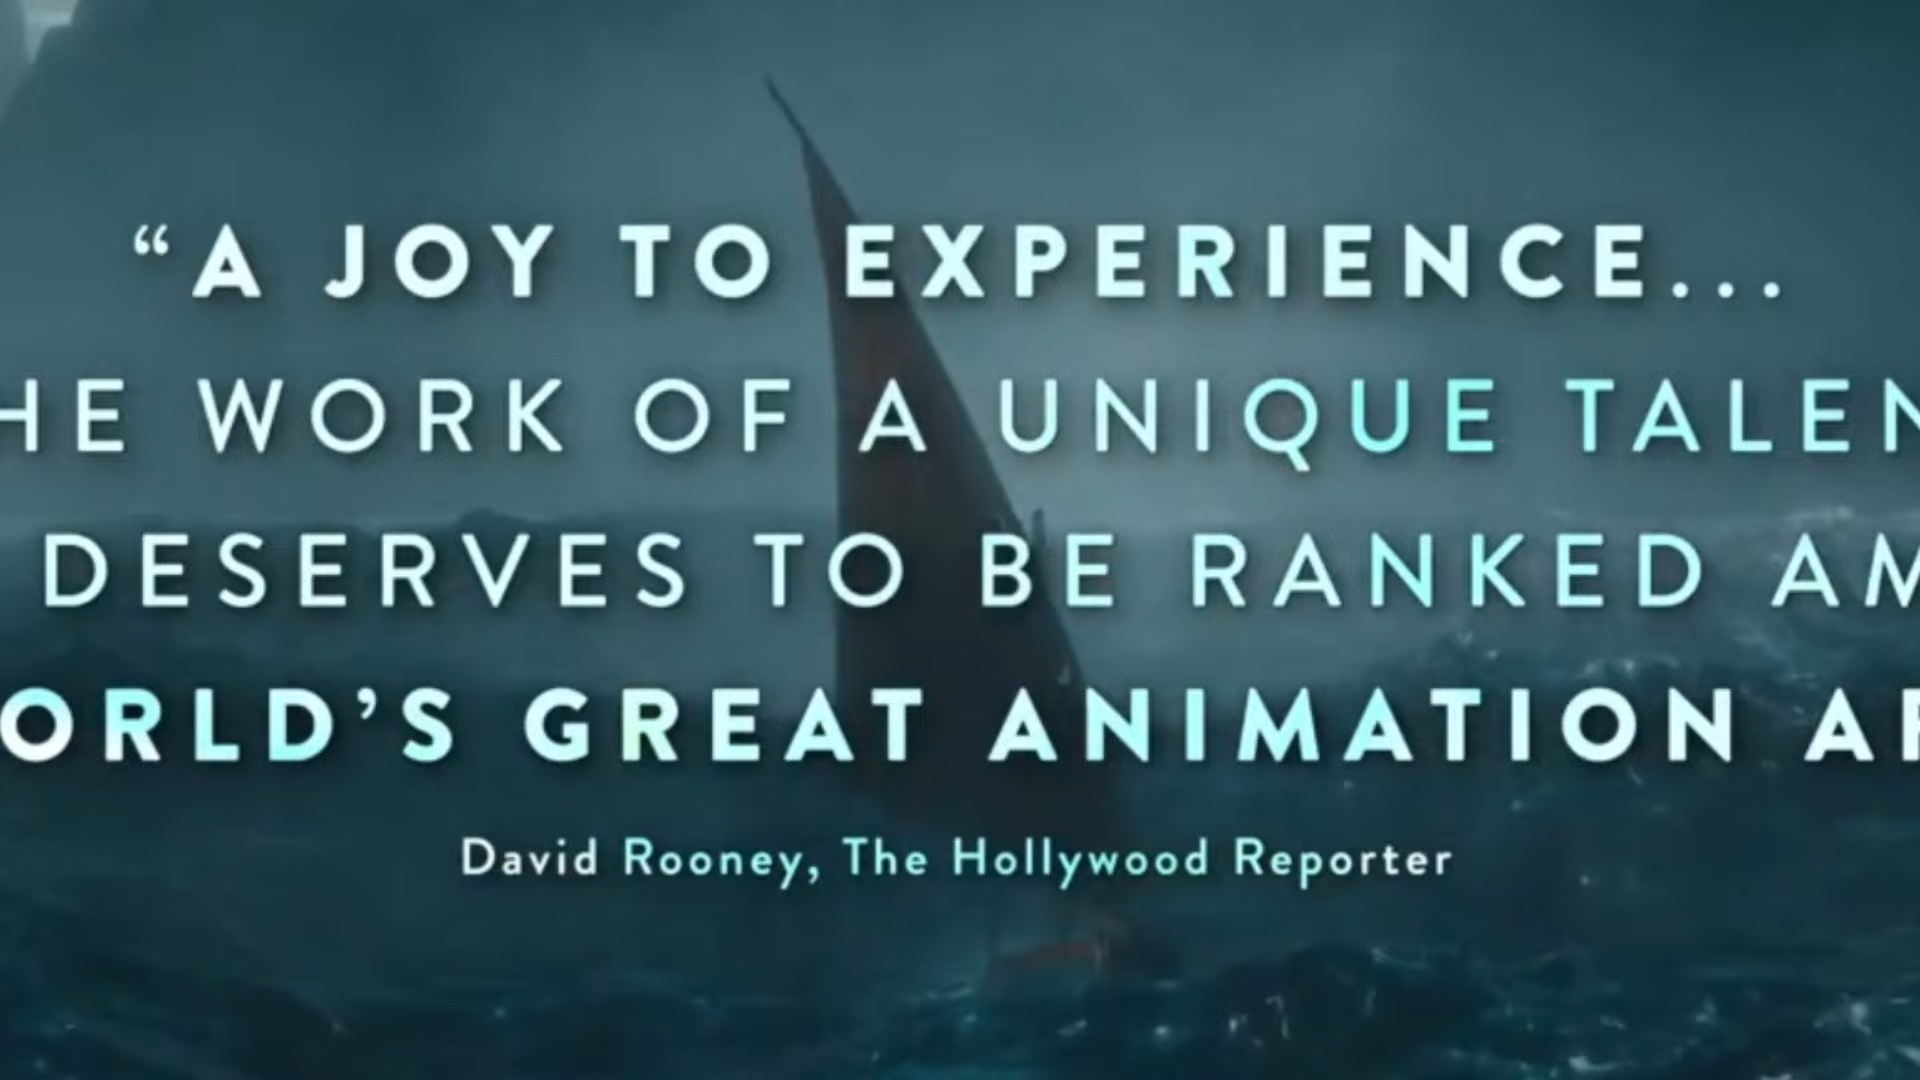 “A JOY TO EXPERIENCE...
HE WORK OF A UNIQUE TALEN
DESERVES TO BE RANKED AM
ORLD’S GREAT ANIMATION AR
David Rooney, The Hollywood Reporter